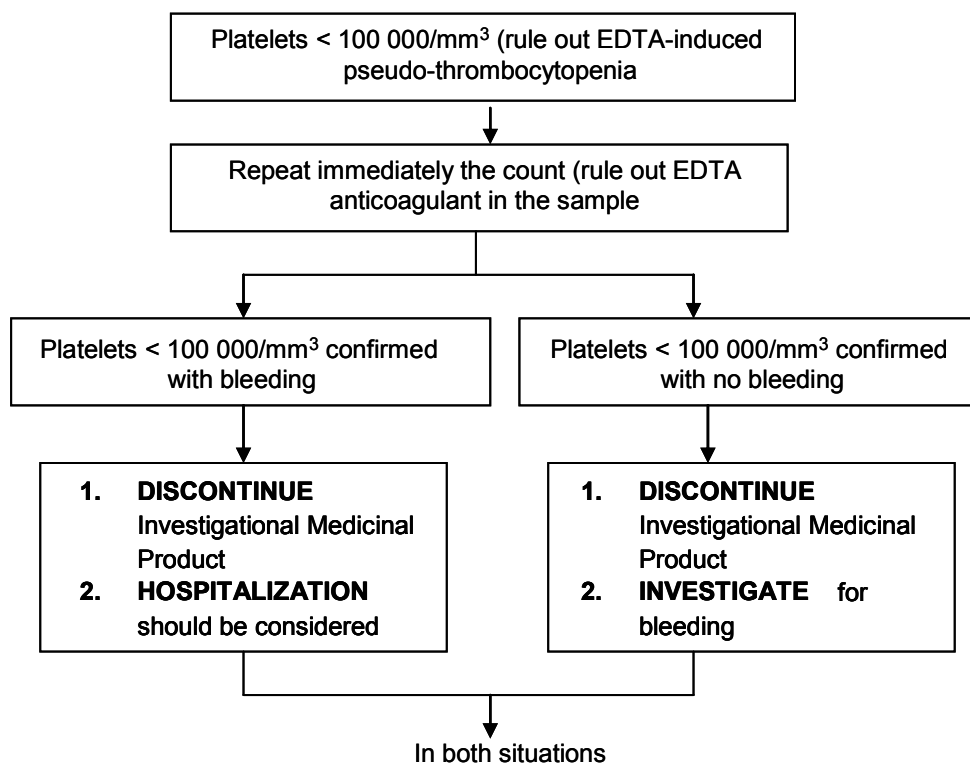 Platelets < 100 000/mm³ (rule out EDTA-induced
pseudo-thrombocytopenia
Repeat immediately the count (rule out EDTA
anticoagulant in the sample
Platelets < 100 000/mm³ confirmed
with bleeding
Platelets < 100 000/mm³ confirmed
with no bleeding
1. DISCONTINUE
Investigational Medicinal
Product
2. HOSPITALIZATION
should be considered
1. DISCONTINUE
Investigational Medicinal
Product
2. INVESTIGATE for
bleeding
In both situations